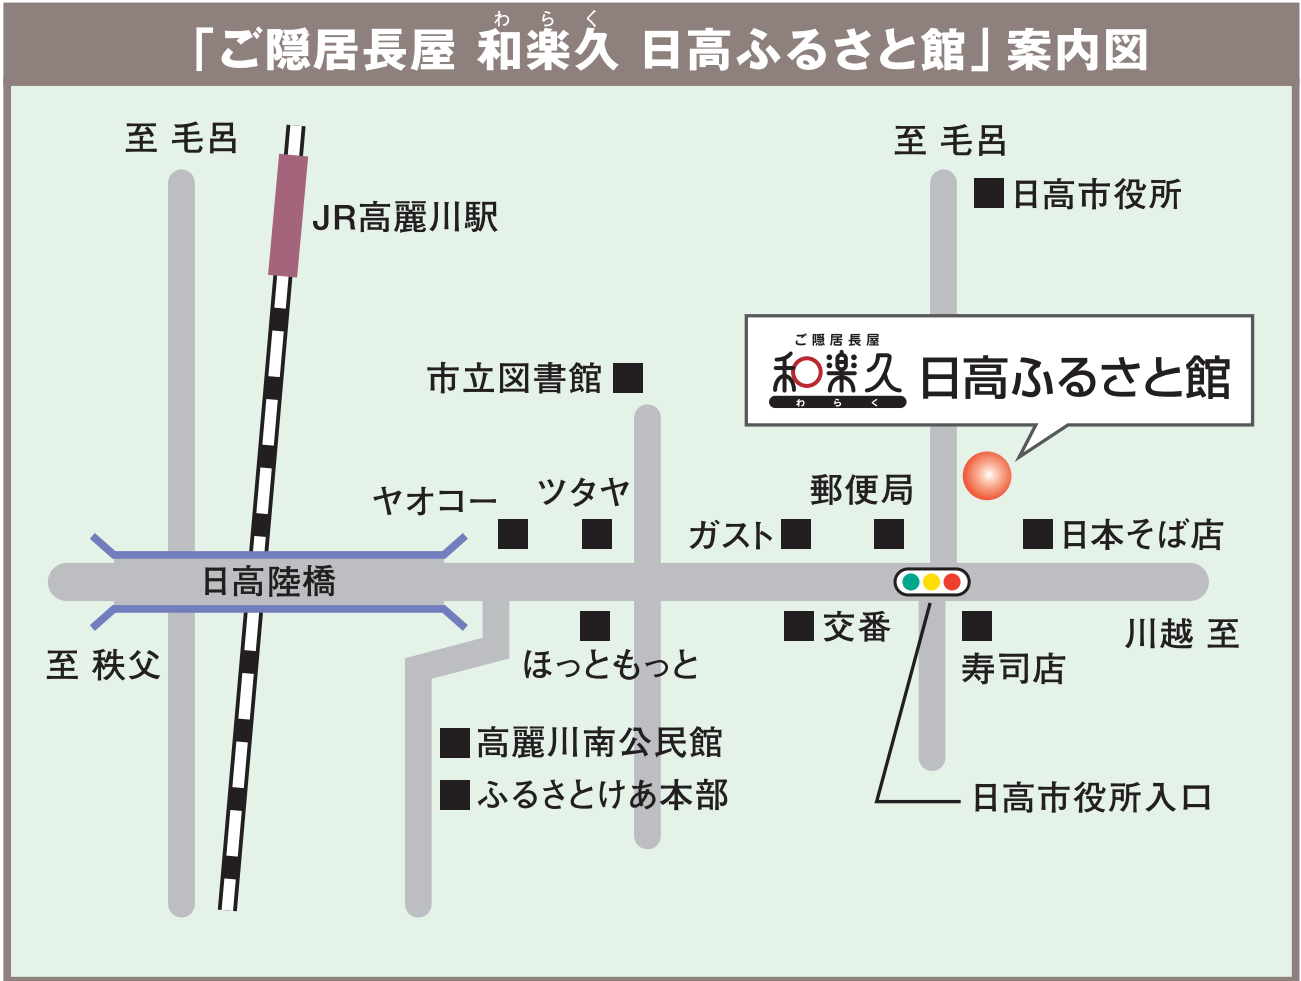 わらく
「ご隠居長屋 和楽久 日高ふるさと館」案内図
至 毛呂
至 毛呂
日高市役所
JR高麗川駅
ご隠居長屋
和楽久
わらく
日高ふるさと館
市立図書館
ヤオコー
ツタヤ
郵便局
ガスト
日本そば店
日高陸橋
至 秩父
ほっともっと
交番
寿司店
川越 至
高麗川南公民館
ふるさとけあ本部
日高市役所入口